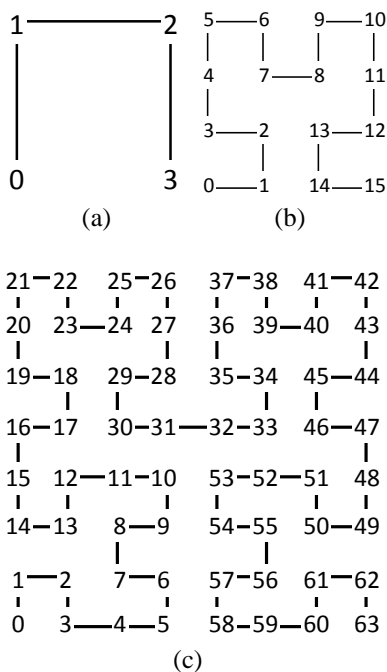 1 2
0 3
(a)
5 6 9 10
4 7 8 11
3 2 13 12
0 1 14 15
(b)
21 22 25 26 37 38 41 42
20 23 24 27 36 39 40 43
19 18 29 28 35 34 45 44
16 17 30 31 32 33 46 47
15 12 11 10 53 52 51 48
14 13 8 9 54 55 50 49
1 2 7 6 57 56 61 62
0 3 4 5 58 59 60 63
(c)